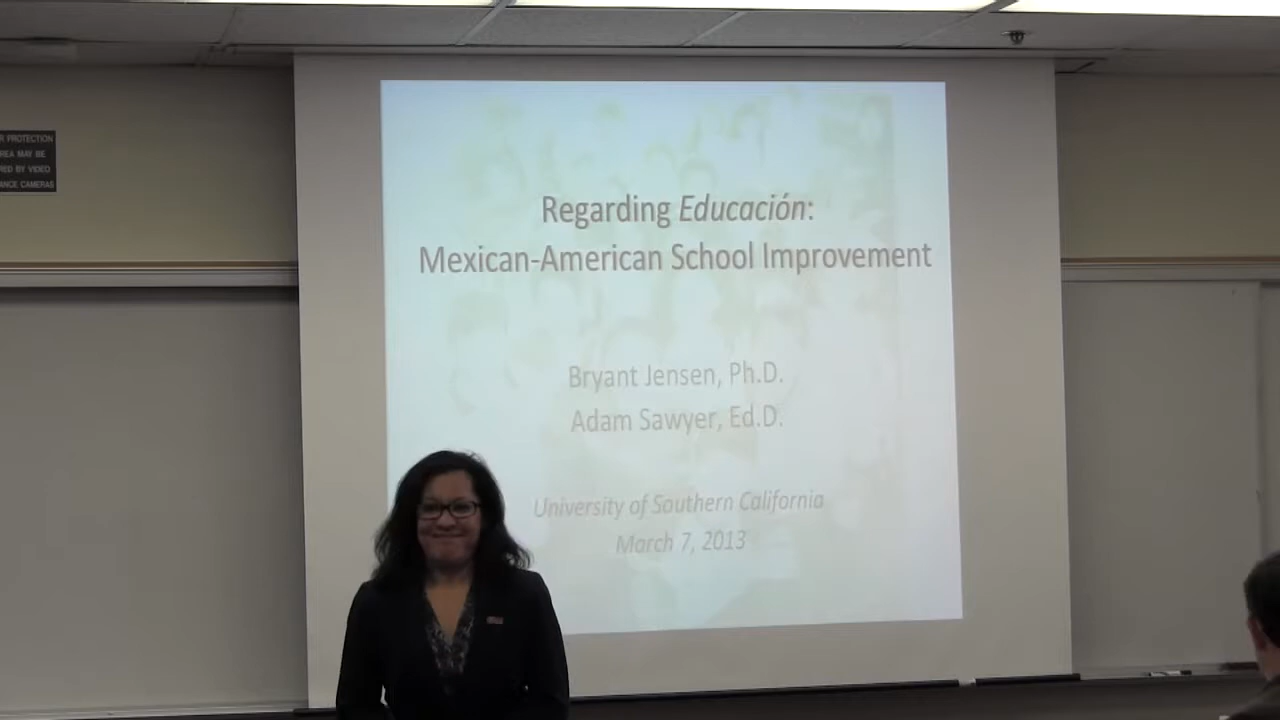 PROTECTION
AREA MAY BE
BY VIDEO
CAMERAS
Regarding Educación:
Mexican-American School Improvement
Bryant Jensen, Ph.D.
Adam Sawyer, Ed.D.
University of Southern California
March 7, 2013